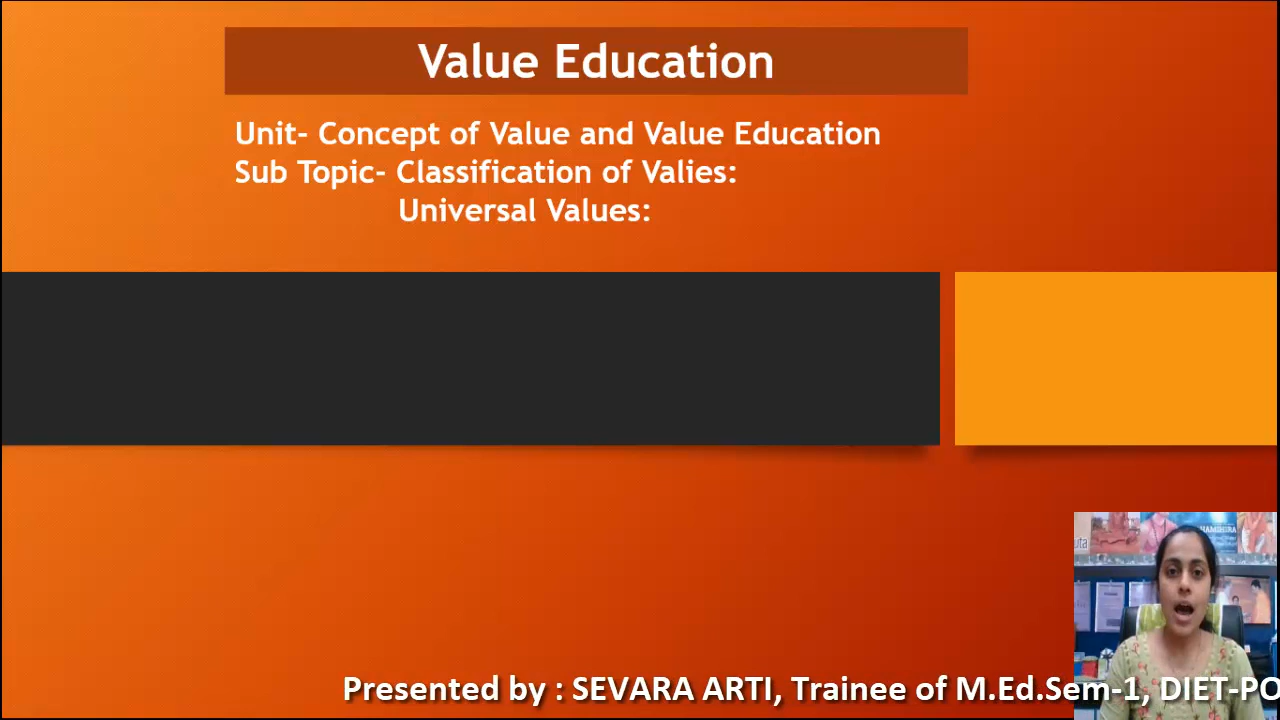 Value Education
Unit- Concept of Value and Value Education
Sub Topic- Classification of Valies:
Universal Values:
Presented by : SEVARA ARTI, Trainee of M.Ed.Sem-1, DIET-PO